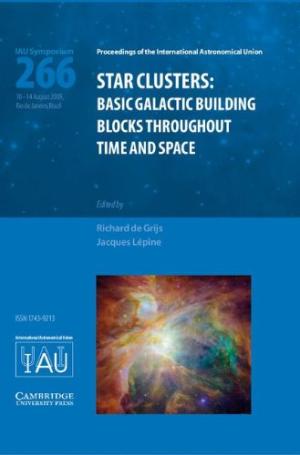 IAU Symposium
266
10–14 August 2009,
Rio de Janeiro, Brazil
Proceedings of the International Astronomical Union
STAR CLUSTERS:
BASIC GALACTIC BUILDING
BLOCKS THROUGHOUT
TIME AND SPACE
Edited by
Richard de Grijs
Jacques Lépine
ISSN 1743-9213
International Astronomical Union
IAU
CAMBRIDGE
UNIVERSITY PRESS